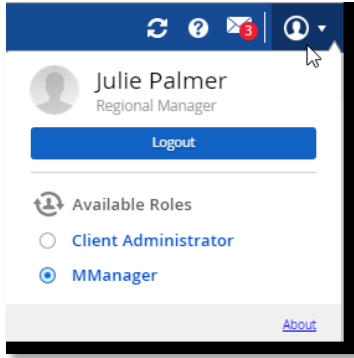 3
Julie Palmer
Regional Manager
Logout
Available Roles
Client Administrator
MManager
About